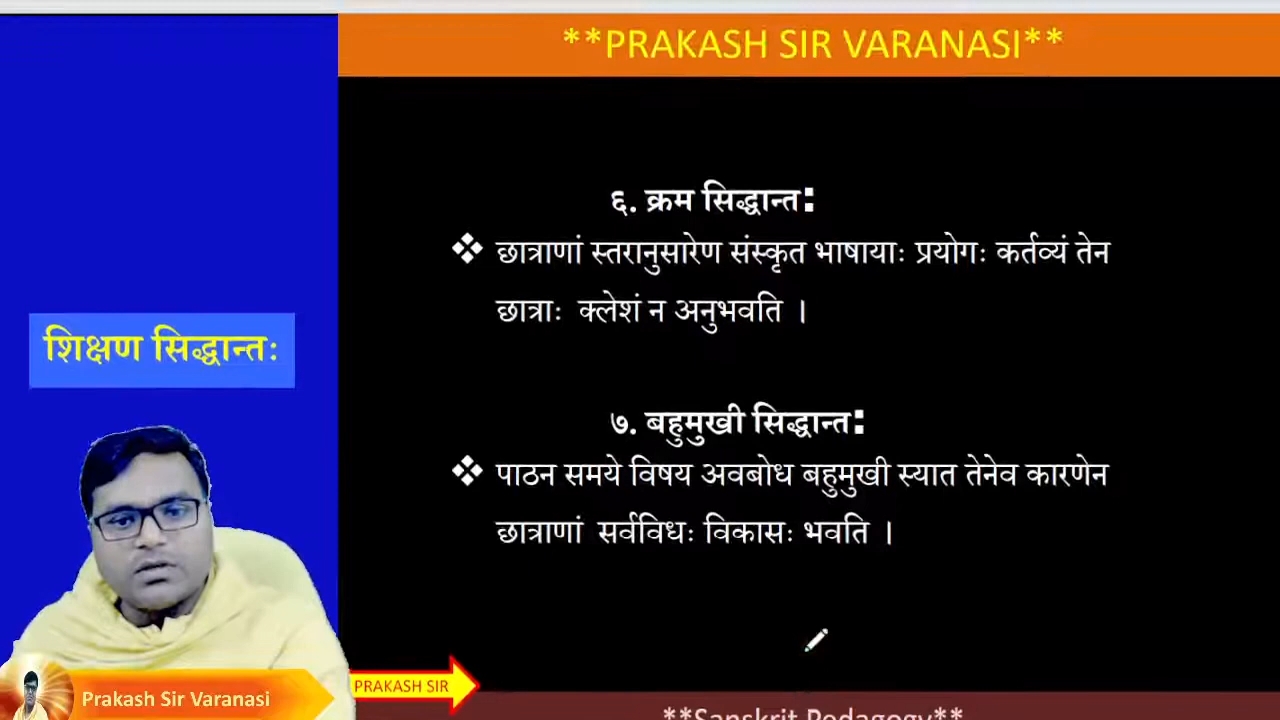 **PRAKASH SIR VARANASI**
६. क्रम सिद्धान्त:
❖ छात्राणां स्तरानुसारेण संस्कृत भाषायाः प्रयोगः कर्तव्यं तेन
छात्राः क्लेशं न अनुभवति ।
शिक्षण सिद्धान्तः
७. बहुमुखी सिद्धान्त:
❖ पाठन समये विषय अवबोध बहुमुखी स्यात तेनेव कारणेन
छात्राणां सर्वविधः विकासः भवति ।
Prakash Sir Varanasi
PRAKASH SIR
**Sanskrit Pedagogy**